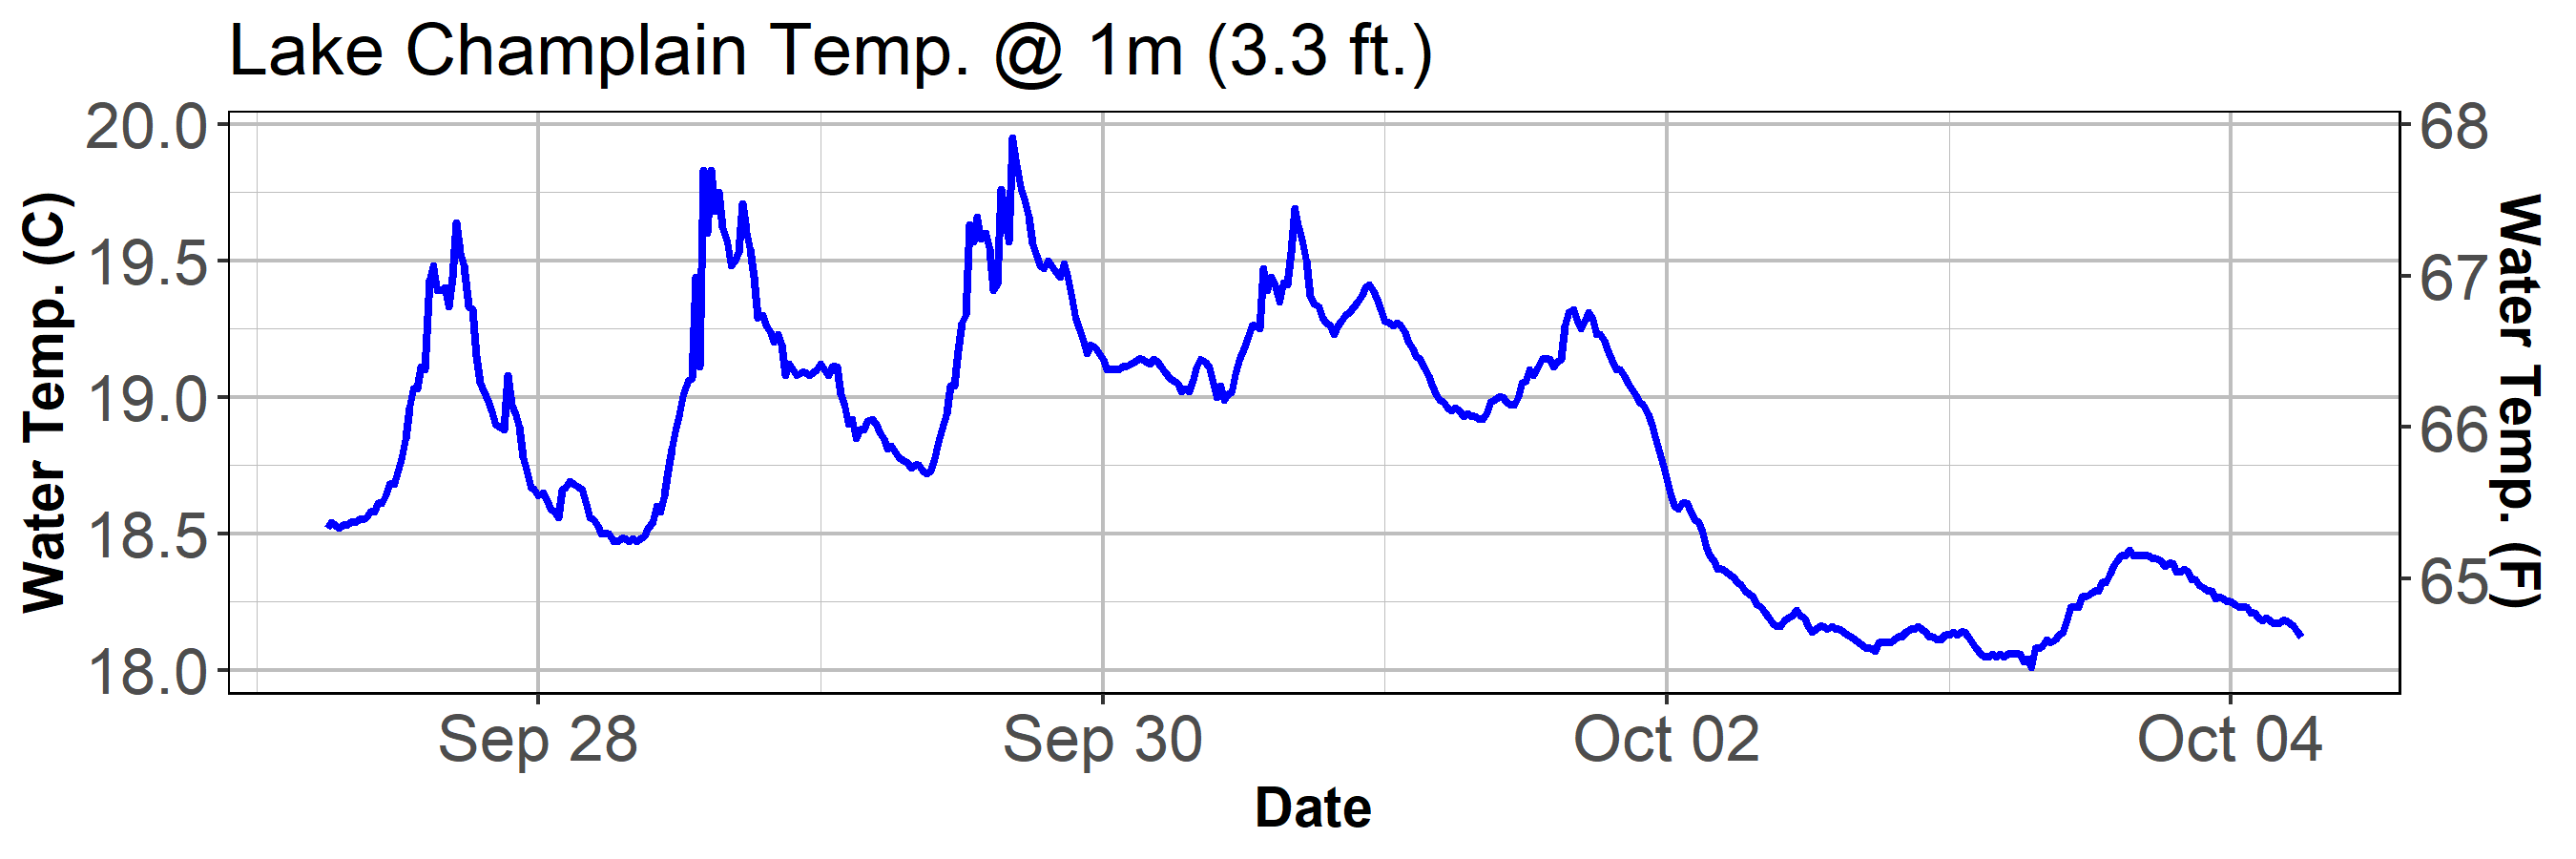 Lake Champlain Temp. @ 1m (3.3 ft.)
Water Temp. (C)
20.0
19.5
19.0
18.5
18.0
68
67
66
65
Water Temp. (F)
Sep 28
Sep 30
Oct 02
Oct 04
Date